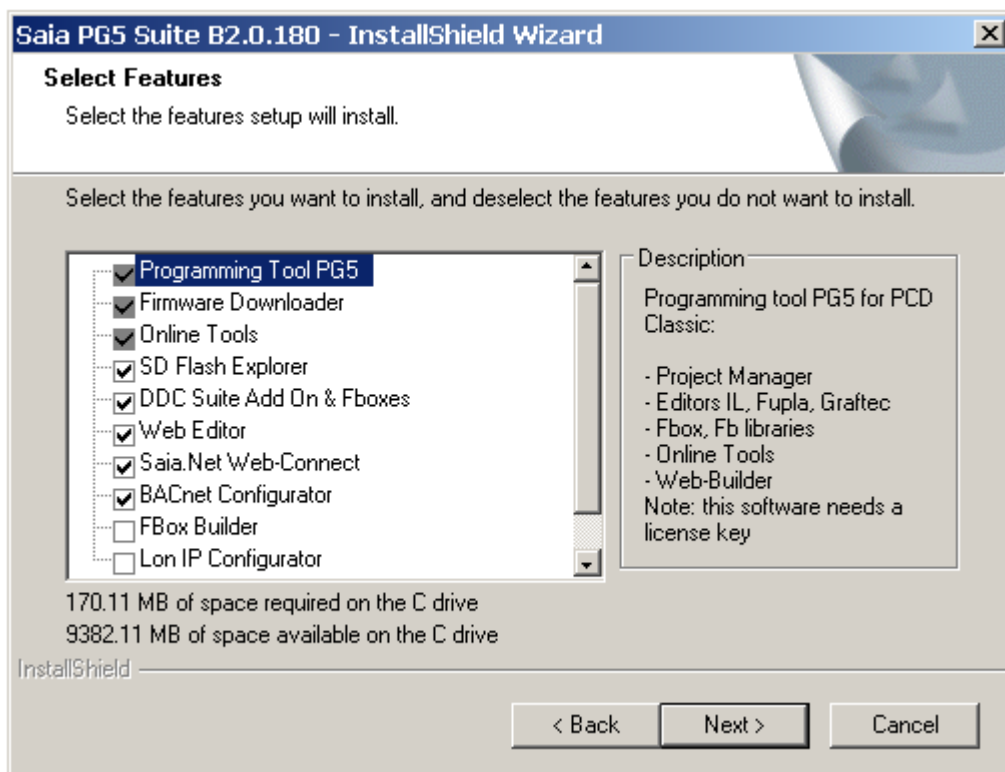 Saia PG5 Suite B2.0.180 - InstallShield Wizard
Select Features
Select the features setup will install.
Select the features you want to install, and deselect the features you do not want to install.
Programming Tool PG5
Firmware Downloader
Online Tools
SD Flash Explorer
DDC Suite Add On & Fboxes
Web Editor
Saia.Net Web-Connect
BACnet Configurator
FBox Builder
Lon IP Configurator
Description
Programming tool PG5 for PCD
Classic:
- Project Manager
- Editors IL, Fupla, Graftec
- Fbox, Fb libraries
- Online Tools
- Web-Builder
Note: this software needs a
license key
170.11 MB of space required on the C drive
9382.11 MB of space available on the C drive
InstallShield
< Back Next > Cancel